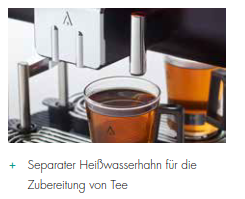 + Separater Heißwasserhahn für die
Zubereitung von Tee